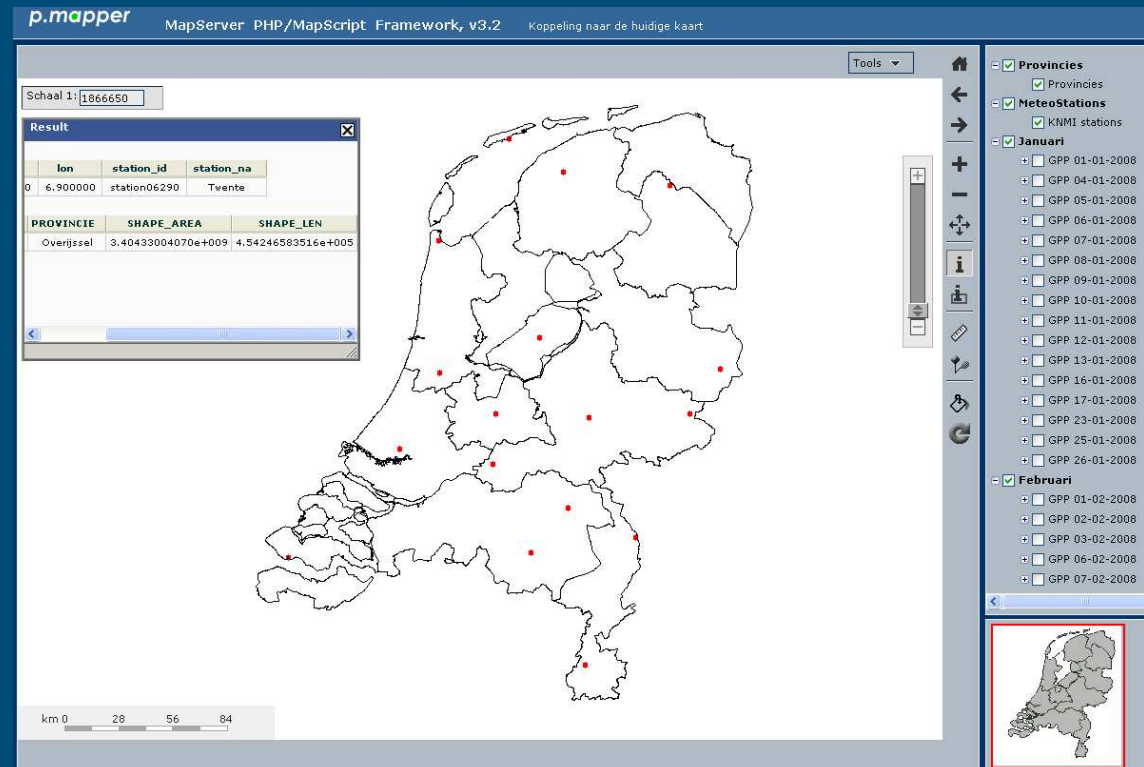 p.mapper MapServer PHP/MapScript Framework, v3.2 Koppeling naar de huidige kaart
Tools
Schaal 1: 1866650
Result
lon station_id station_na
0 6.900000 station06290 Twente
PROVINCIE SHAPE_AREA SHAPE_LEN
Overijssel 3.40433004070e+009 4.54246583516e+005
km 0 28 56 84
Provincies
Provincies
MeteoStations
KNMI stations
Januari
GPP 01-01-2008
GPP 04-01-2008
GPP 05-01-2008
GPP 06-01-2008
GPP 07-01-2008
GPP 08-01-2008
GPP 09-01-2008
GPP 10-01-2008
GPP 11-01-2008
GPP 12-01-2008
GPP 13-01-2008
GPP 16-01-2008
GPP 17-01-2008
GPP 23-01-2008
GPP 25-01-2008
GPP 26-01-2008
Februari
GPP 01-02-2008
GPP 02-02-2008
GPP 03-02-2008
GPP 06-02-2008
GPP 07-02-2008